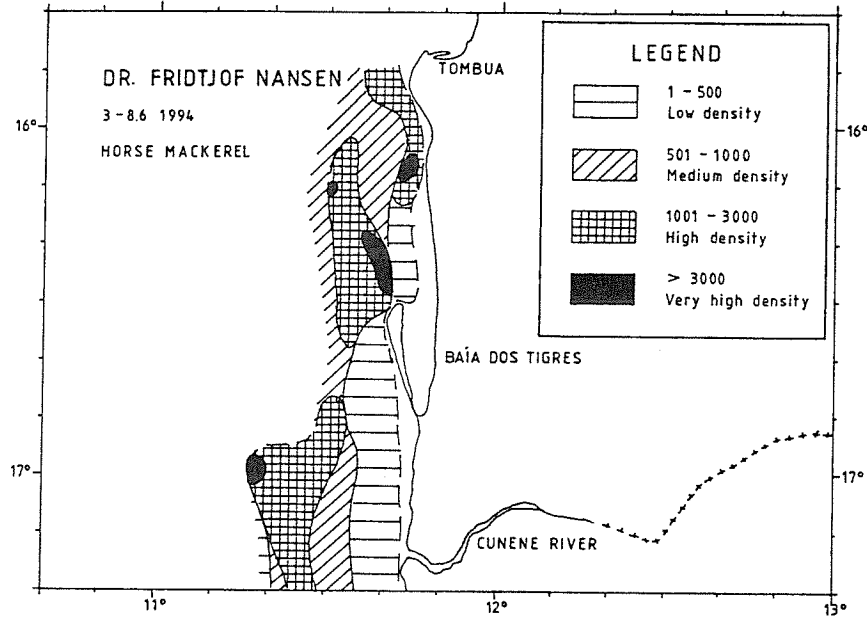 DR. FRIDTJOF NANSEN
3-8.6 1994
HORSE MACKEREL
TOMBUA
LEGEND
1 - 500
Low density
501 - 1000
Medium density
1001 - 3000
High density
> 3000
Very high density
BAÍA DOS TIGRES
CUNENE RIVER
16°
16°
17°
17°
11°
12°
13°